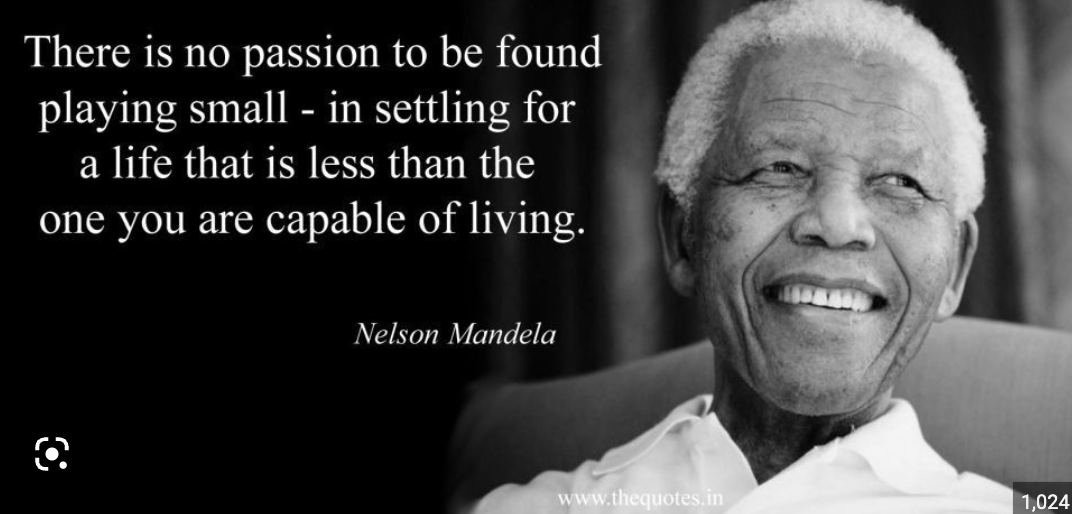 There is no passion to be found
playing small - in settling for
a life that is less than the
one you are capable of living.
Nelson Mandela
www.thequotes.in
1,024